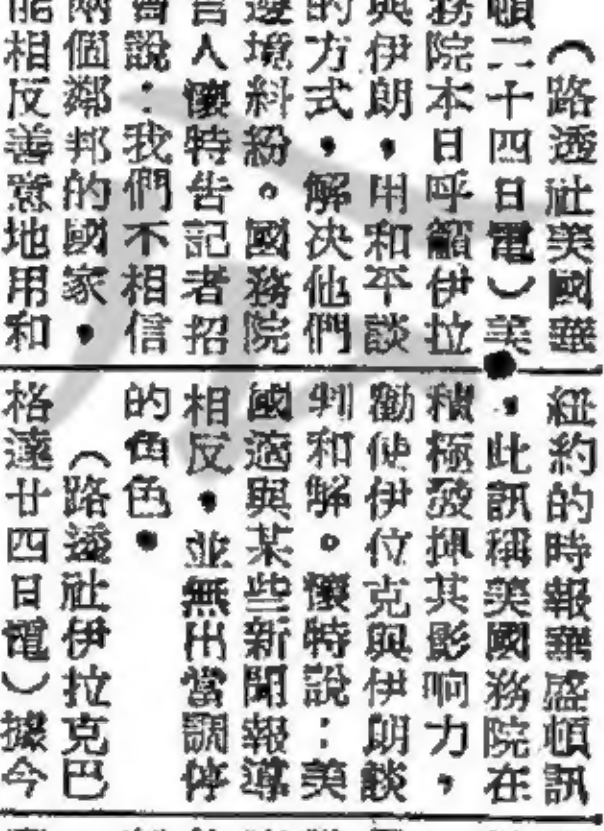 （路透社美國華
頓二十四日電）美
務院本日呼籲伊拉
與伊朗，用和平談
的方式，解决他們
邊境糾紛。國務院
言人懷特告記者招
會說：我們不相信
兩個鄰邦的國家，
能相反善意地用和
紐約的時報華盛頓訊
，此訊稱美國務院在
積極發揮其影响力，
勸使伊位克與伊朗談
判和解。懷特說：美
國適與某些新聞報導
相反，並無出當調停
的角色。
（路透社伊拉克巴
格達廿四日電）據今